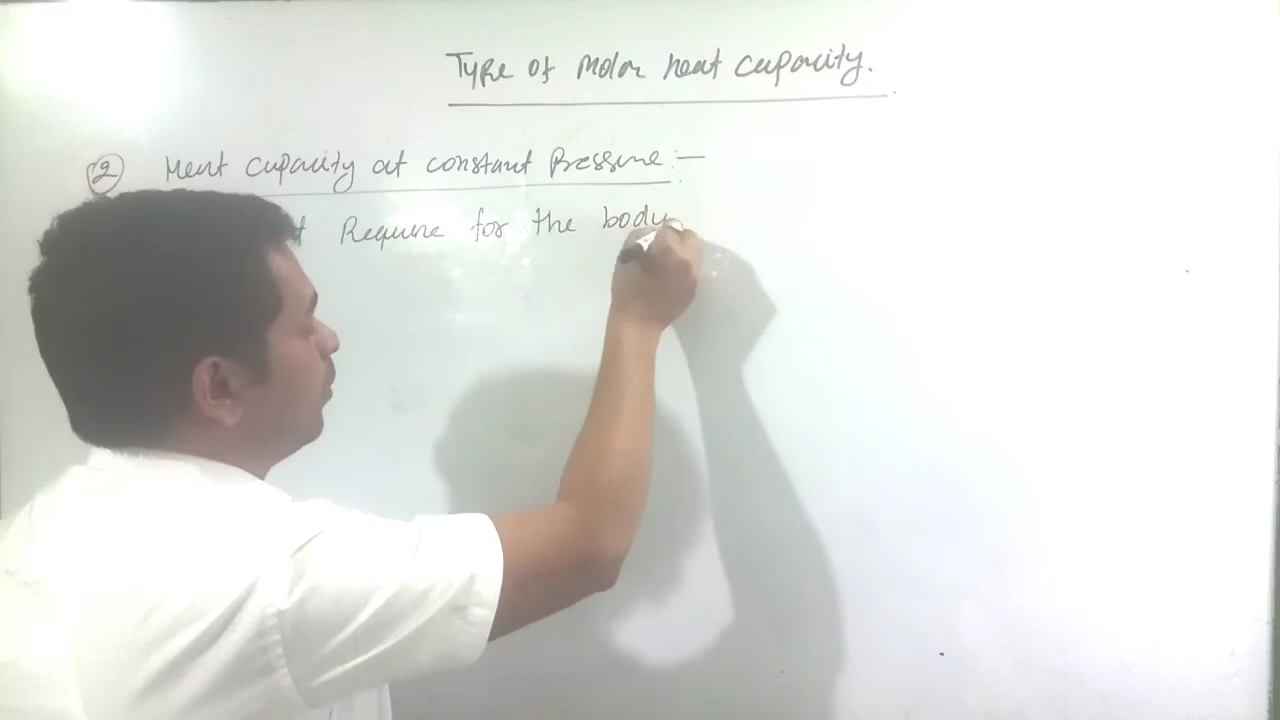 Type of Molar heat capacity.
2 Heat capacity at constant Pressure :-
Require for the body